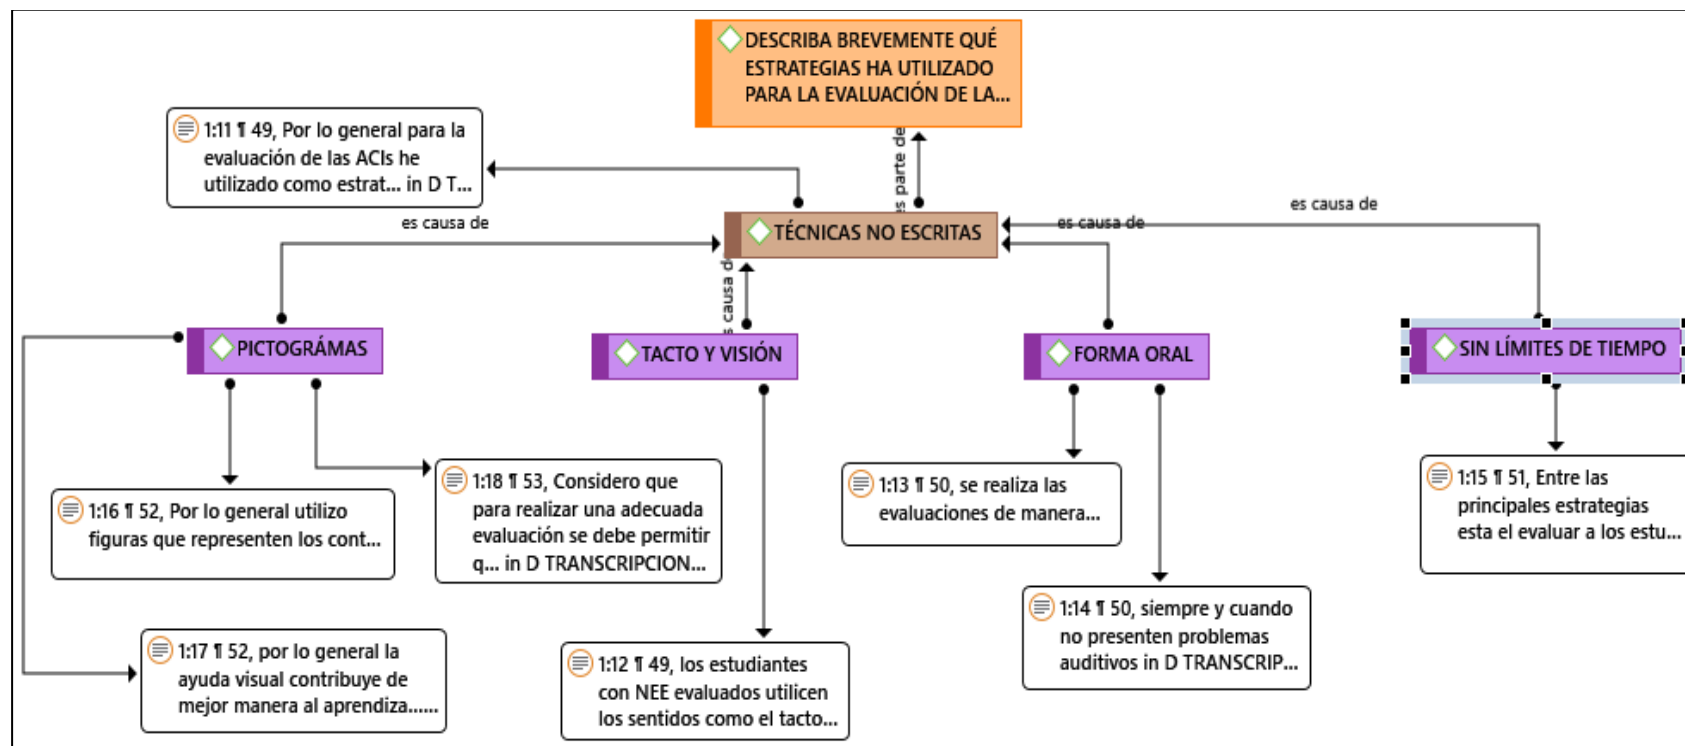 DESCRIBA BREVEMENTE QUÉ
ESTRATEGIAS HA UTILIZADO
PARA LA EVALUACIÓN DE LA...
1:11 ¶ 49, Por lo general para la
evaluación de las ACIs he
utilizado como estrat... in D T...
es parte de
es causa de
es causa de
es causa de
TÉCNICAS NO ESCRITAS
s causa d
PICTOGRÁMAS
TACTO Y VISIÓN
FORMA ORAL
SIN LÍMITES DE TIEMPO
1:16 ¶ 52, Por lo general utilizo
figuras que representen los cont...
1:18 ¶ 53, Considero que
para realizar una adecuada
evaluación se debe permitir
q... in D TRANSCRIPCION...
1:13 ¶ 50, se realiza las
evaluaciones de manera...
1:15 ¶ 51, Entre las
principales estrategias
esta el evaluar a los estu...
1:14 ¶ 50, siempre y cuando
no presenten problemas
auditivos in D TRANSCRIP...
1:17 ¶ 52, por lo general la
ayuda visual contribuye de
mejor manera al aprendiza......
1:12 ¶ 49, los estudiantes
con NEE evaluados utilicen
los sentidos como el tacto...